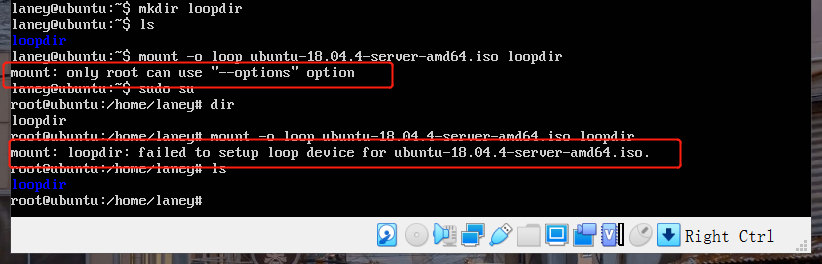 laney@ubuntu:~$ mkdir loopdir
laney@ubuntu:~$ ls
loopdir
laney@ubuntu:~$ mount -o loop ubuntu-18.04.4-server-amd64.iso loopdir
mount: only root can use "--options" option
laney@ubuntu:~$ sudo su
root@ubuntu:/home/laney# dir
loopdir
root@ubuntu:/home/laney# mount -o loop ubuntu-18.04.4-server-amd64.iso loopdir
mount: loopdir: failed to setup loop device for ubuntu-18.04.4-server-amd64.iso.
root@ubuntu:/home/laney# ls
loopdir
root@ubuntu:/home/laney#
Right Ctrl